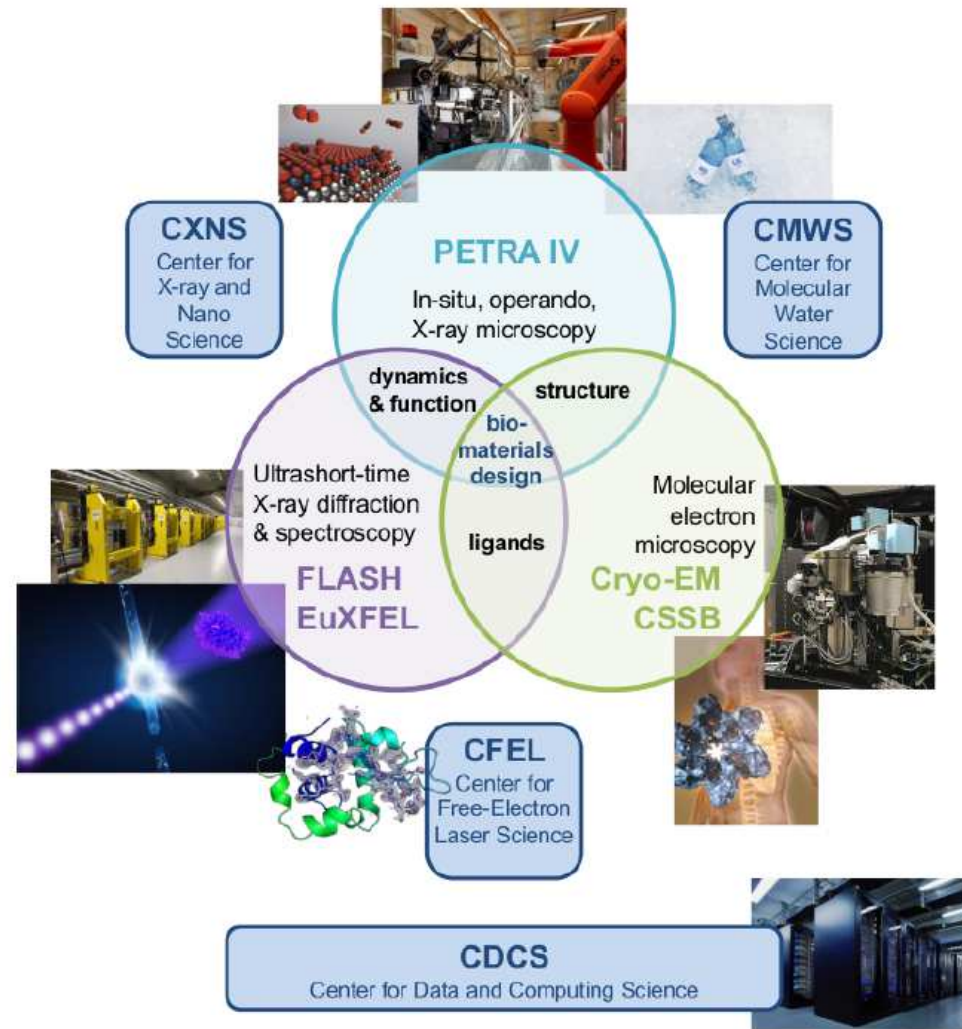 CXNS
Center for
X-ray and
Nano
Science
CMWS
Center for
Molecular
Water
Science
PETRA IV
In-situ, operando,
X-ray microscopy
dynamics
& function
structure
bio-
materials
design
Ultrashort-time
X-ray diffraction
& spectroscopy
FLASH
EuXFEL
ligands
Molecular
electron
microscopy
Cryo-EM
CSSB
CFEL
Center for
Free-Electron
Laser Science
CDCS
Center for Data and Computing Science